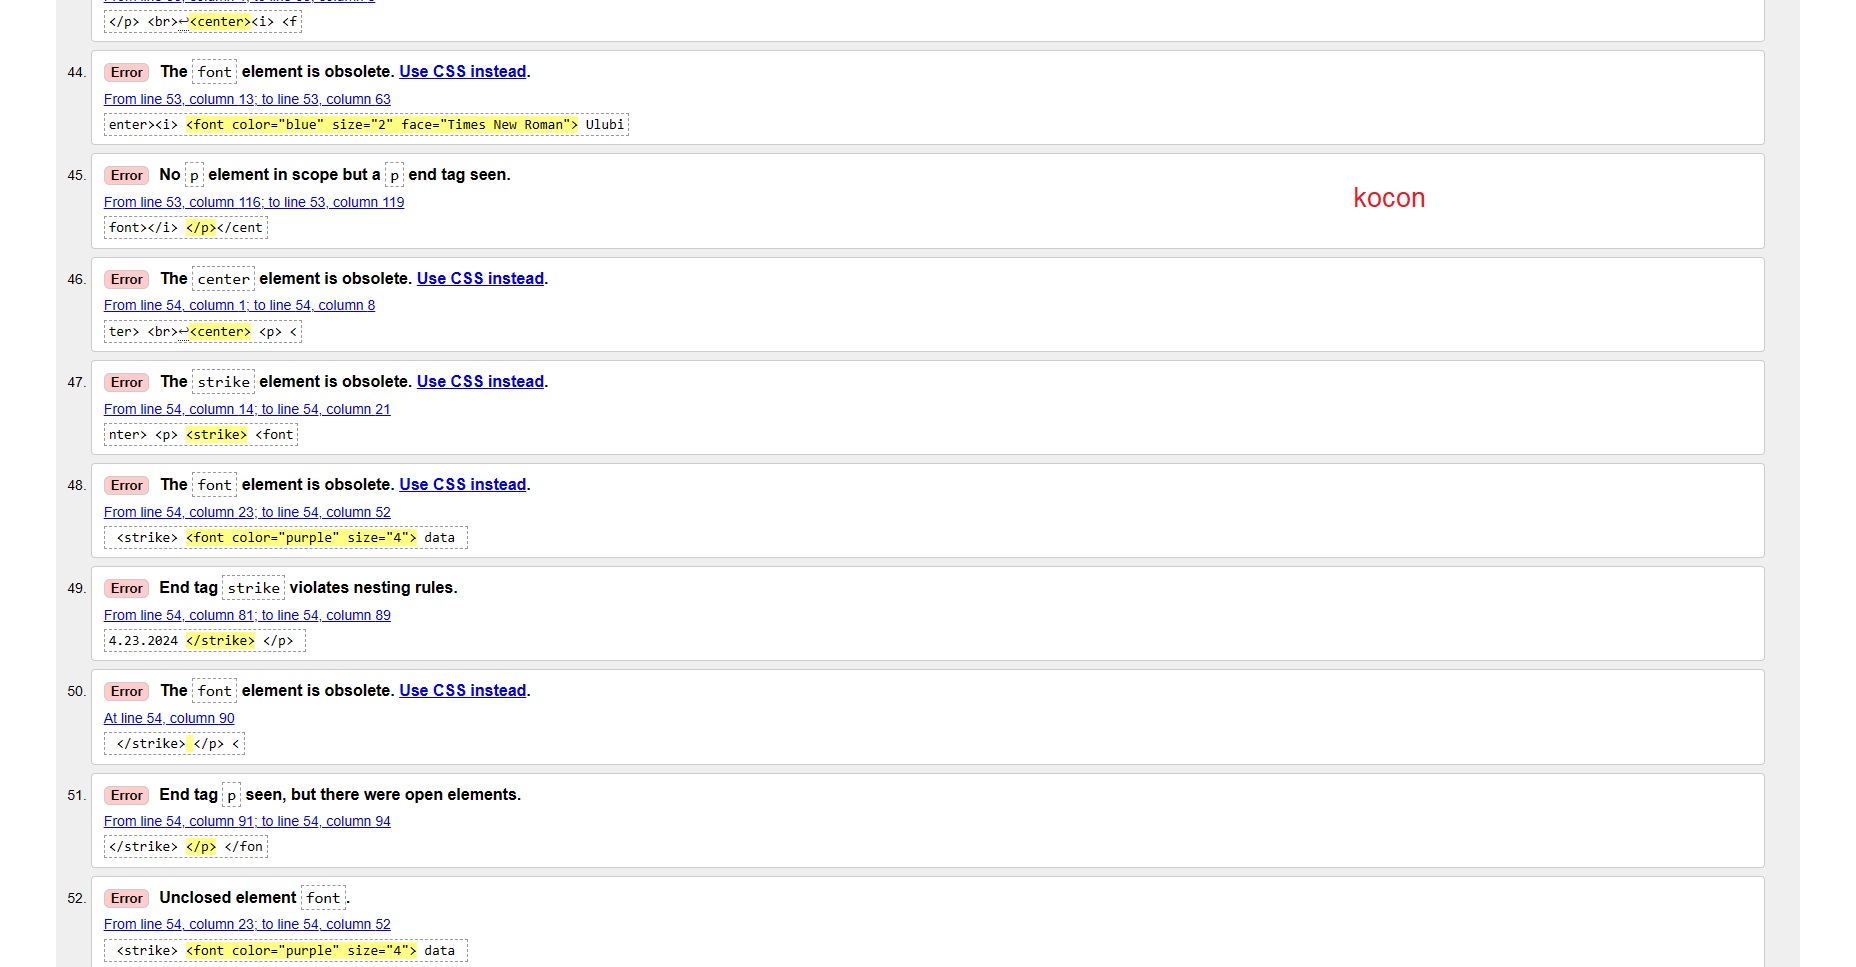 </p> <br>↩<center><i> <f
44. Error The font element is obsolete. Use CSS instead.
From line 53, column 13; to line 53, column 63
enter><i> <font color="blue" size="2" face="Times New Roman"> Ulubi
45. Error No p element in scope but a p end tag seen.
kocon
From line 53, column 116; to line 53, column 119
font></i> </p></cent
46. Error The center element is obsolete. Use CSS instead.
From line 54, column 1; to line 54, column 8
ter> <br>↩<center> <p> <
47. Error The strike element is obsolete. Use CSS instead.
From line 54, column 14; to line 54, column 21
nter> <p> <strike> <font
48. Error The font element is obsolete. Use CSS instead.
From line 54, column 23; to line 54, column 52
<strike> <font color="purple" size="4"> data
49. Error End tag strike violates nesting rules.
From line 54, column 81; to line 54, column 89
4.23.2024 </strike> </p>
50. Error The font element is obsolete. Use CSS instead.
At line 54, column 90
</strike> </p> <
51. Error End tag p seen, but there were open elements.
From line 54, column 91; to line 54, column 94
</strike> </p> </fon
52. Error Unclosed element font.
From line 54, column 23; to line 54, column 52
<strike> <font color="purple" size="4"> data